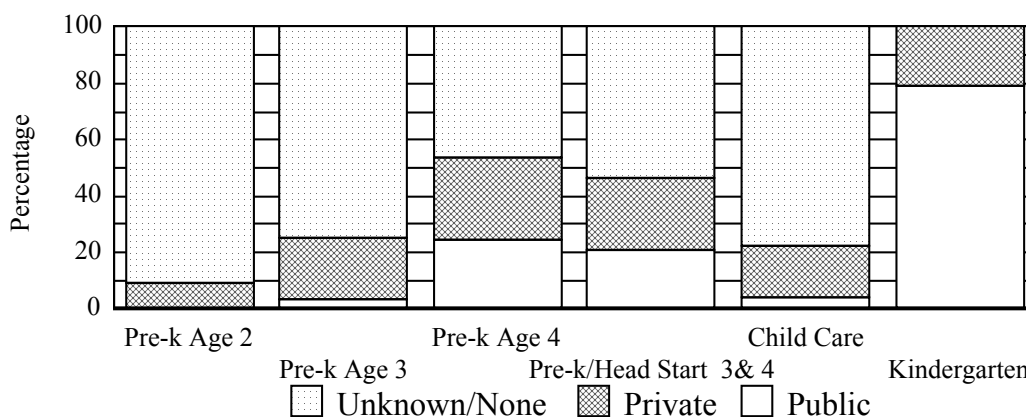 100
80
60
40
20
0
Percentage
Pre-k Age 2 Pre-k Age 4 Child Care
Pre-k Age 3 Pre-k/Head Start 3& 4 Kindergarten
Unknown/None Private Public